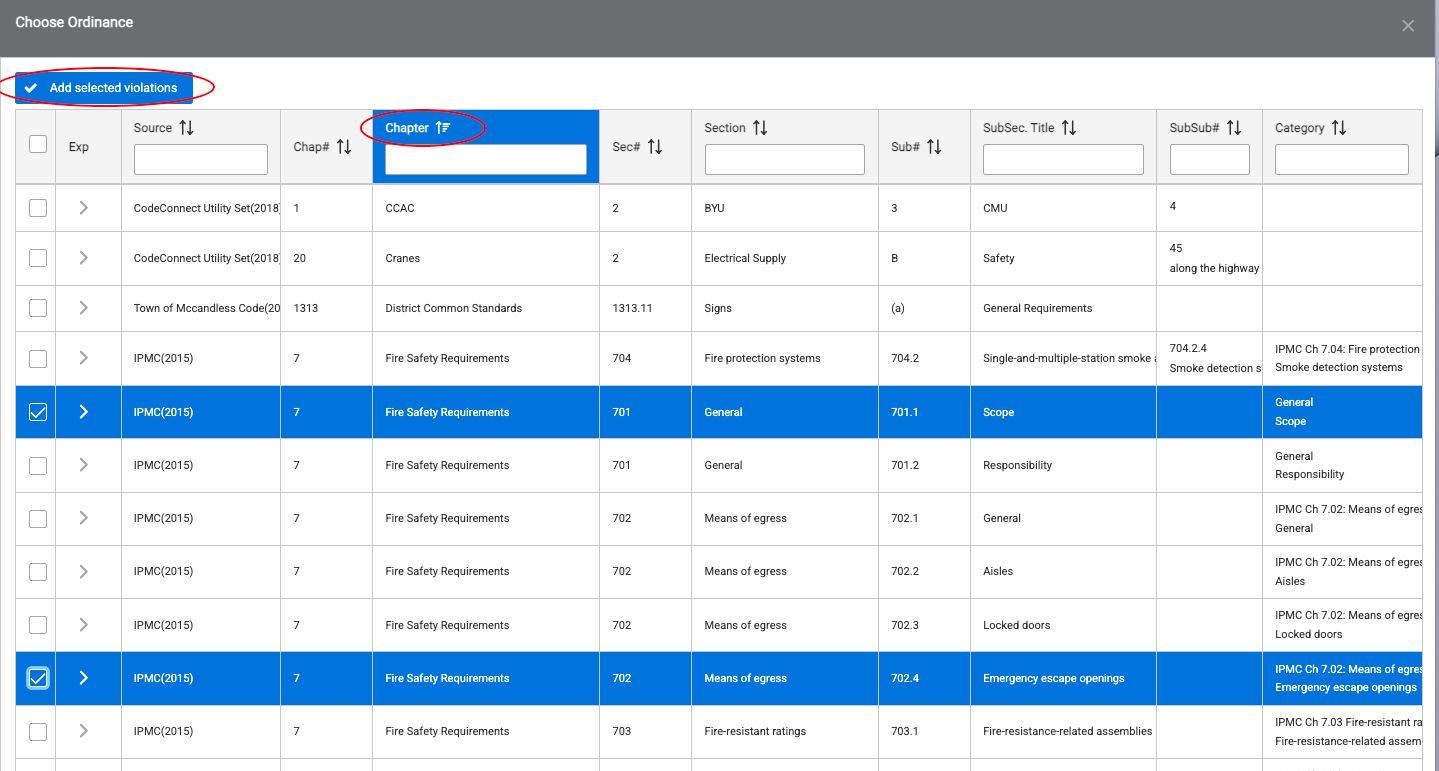 Choose Ordinance
Add selected violations
Exp Source Chap# Chapter Sec# Section Sub# SubSec. Title SubSub# Category
CodeConnect Utility Set(2018) 1 CCAC 2 BYU 3 CMU 4
CodeConnect Utility Set(2018) 20 Cranes 2 Electrical Supply B Safety 45
along the highway
Town of Mccandless Code(20 1313 District Common Standards 1313.11 Signs (a) General Requirements
IPMC(2015) 7 Fire Safety Requirements 704 Fire protection systems 704.2 Single-and-multiple-station smoke 704.2.4 IPMC Ch 7.04: Fire protection
Smoke detection s Smoke detection systems
IPMC(2015) 7 Fire Safety Requirements 701 General 701.1 Scope General
Scope
IPMC(2015) 7 Fire Safety Requirements 701 General 701.2 Responsibility General
Responsibility
IPMC(2015) 7 Fire Safety Requirements 702 Means of egress 702.1 General IPMC Ch 7.02: Means of egres
General
IPMC(2015) 7 Fire Safety Requirements 702 Means of egress 702.2 Aisles IPMC Ch 7.02: Means of egres
Aisles
IPMC(2015) 7 Fire Safety Requirements 702 Means of egress 702.3 Locked doors IPMC Ch 7.02: Means of egres
Locked doors
IPMC(2015) 7 Fire Safety Requirements 702 Means of egress 702.4 Emergency escape openings IPMC Ch 7.02: Means of egres
Emergency escape openings
IPMC(2015) 7 Fire Safety Requirements 703 Fire-resistant ratings 703.1 Fire-resistance-related assemblies IPMC Ch 7.03 Fire-resistant ra
Fire-resistance-related assem